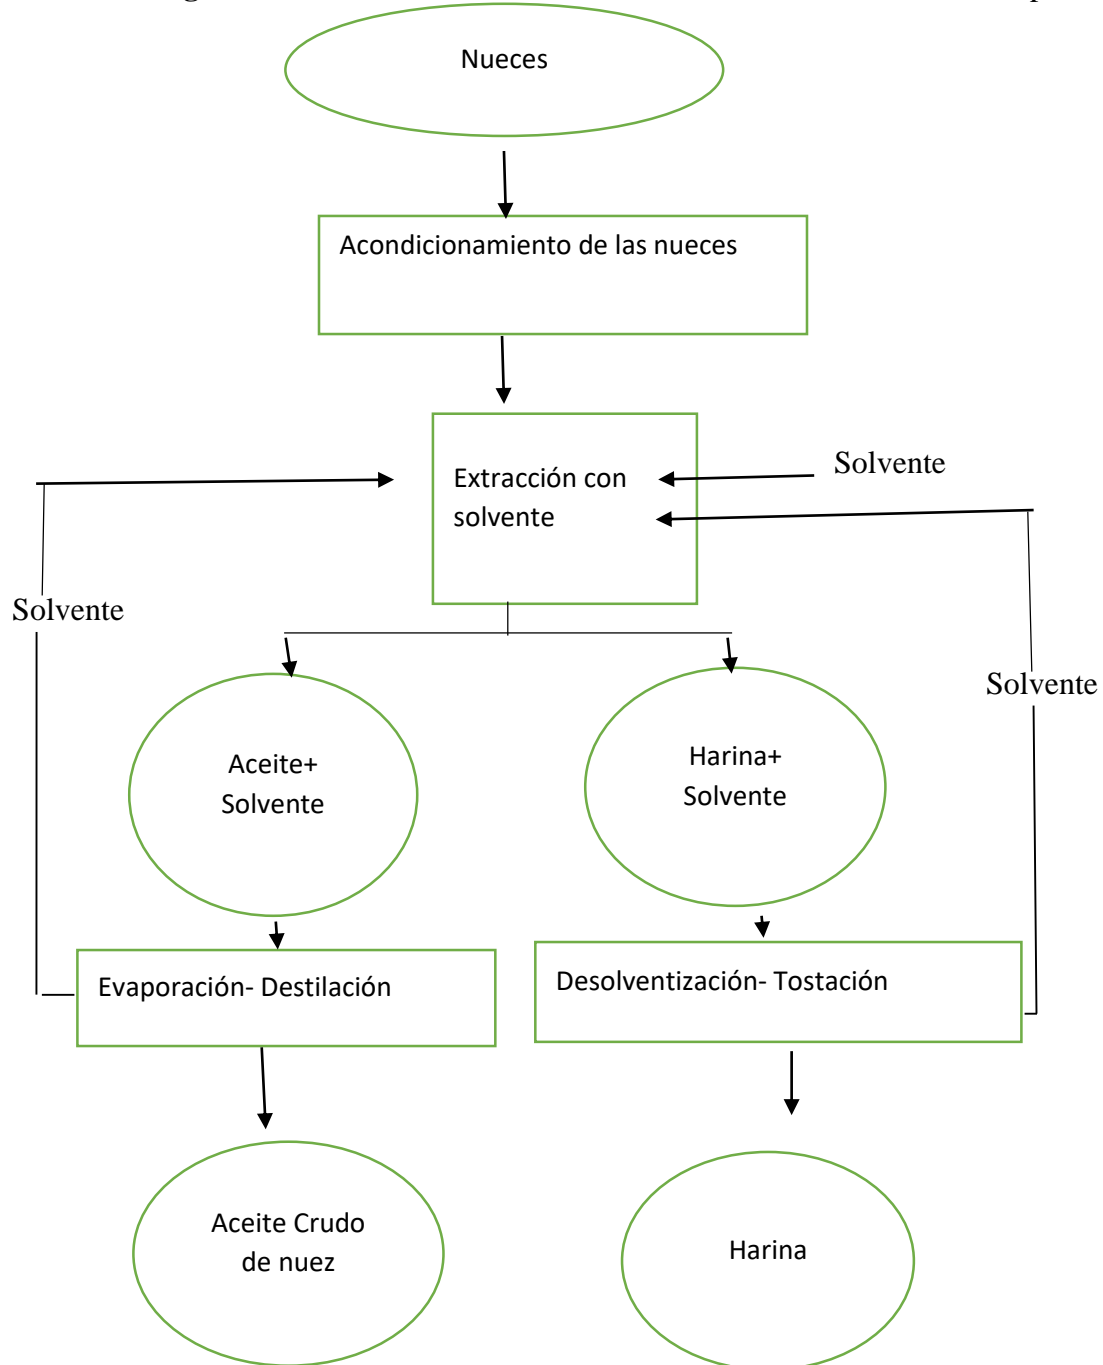 Nueces
Acondicionamiento de las nueces
Extracción con
solvente
Solvente
Solvente
Solvente
Aceite+
Solvente
Harina+
Solvente
Evaporación- Destilación
Desolventización- Tostación
Aceite Crudo
de nuez
Harina